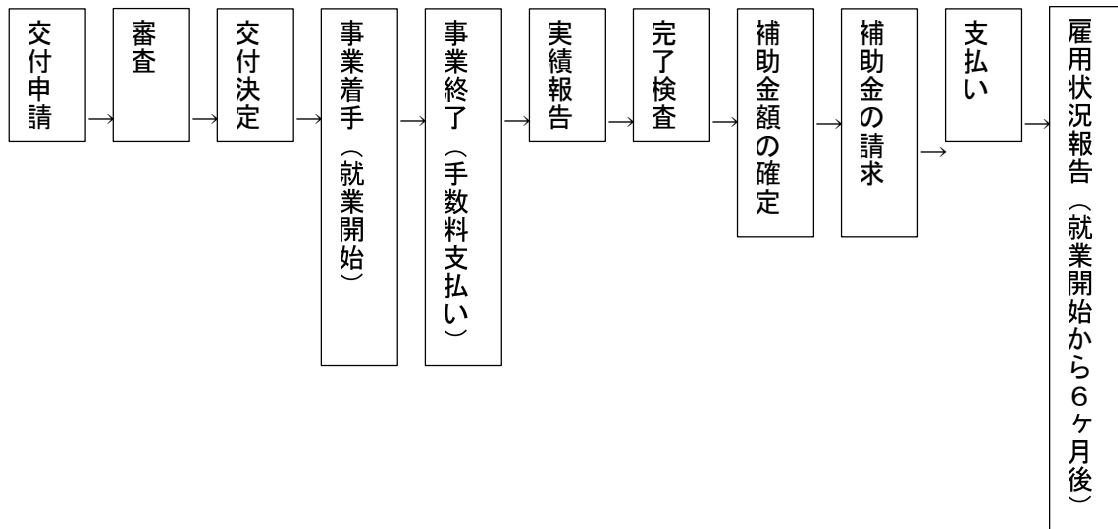 交付申請
→
審査
→
交付決定
→
事業着手（就業開始）
→
事業終了（手数料支払い）
→
実績報告
→
完了検査
→
補助金額の確定
→
補助金の請求
→
支払い
→
雇用状況報告（就業開始から６ヶ月後）